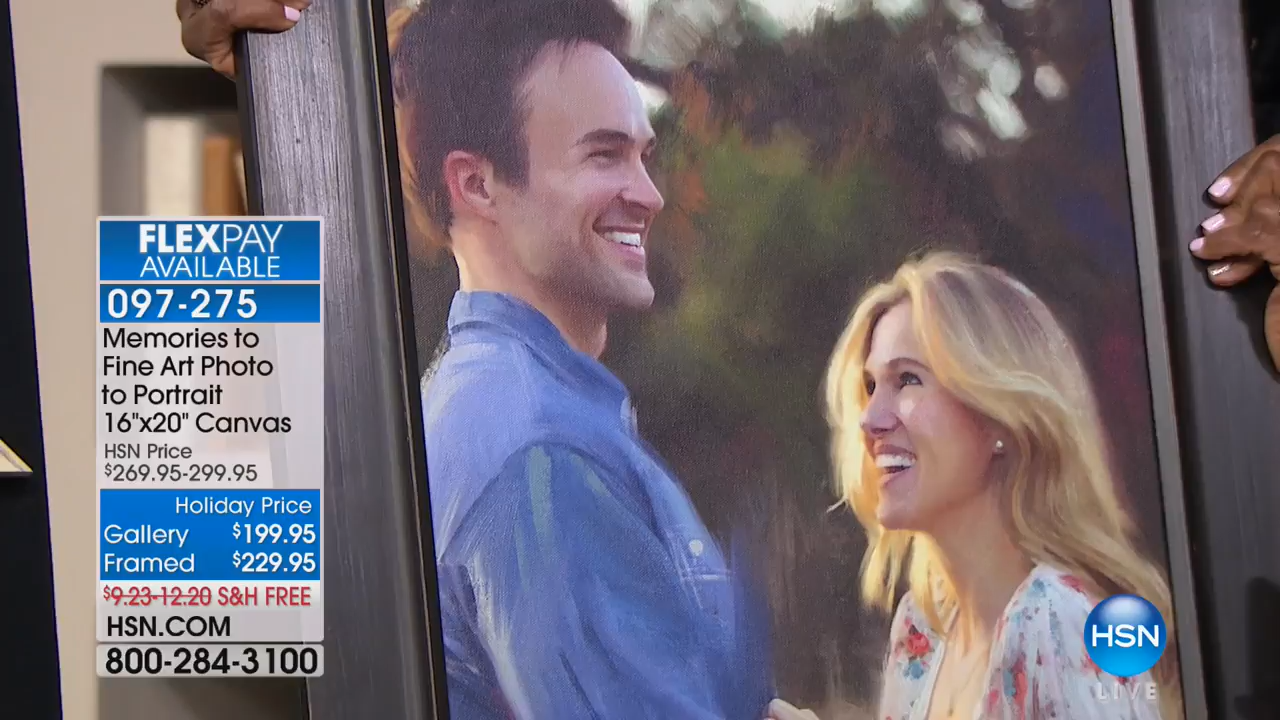 FLEXPAY
AVAILABLE
097-275
Memories to
Fine Art Photo
to Portrait
16"x20" Canvas
HSN Price
$269.95-299.95
Holiday Price
Gallery $199.95
Framed $229.95
$9.23-12.20 S&H FREE
HSN.COM
800-284-3100
HSN
LIVE